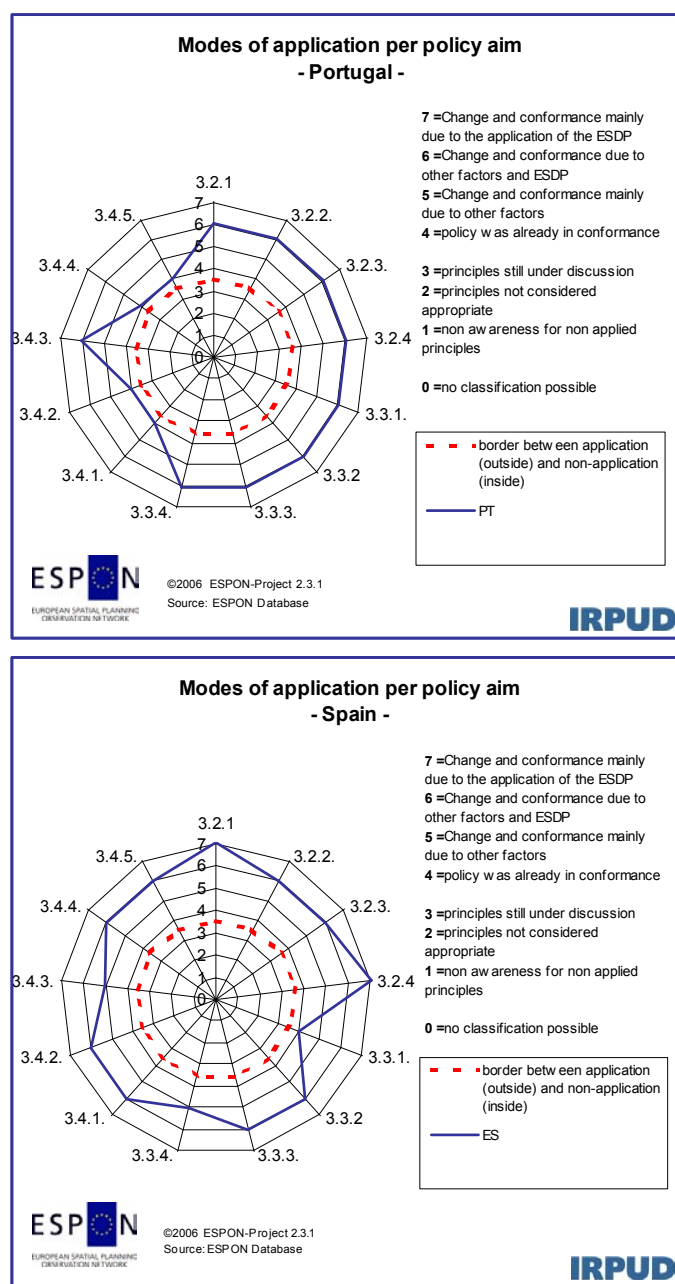 Modes of application per policy aim
- Portugal -
7 =Change and conformance mainly
due to the application of the ESDP
6 =Change and conformance due to
other factors and ESDP
5 =Change and conformance mainly
due to other factors
4 =policy was already in conformance
3 =principles still under discussion
2 =principles not considered
appropriate
1 =non awareness for non applied
principles
0 =no classification possible
3.2.1
3.2.2.
3.2.3.
3.2.4
3.3.1.
3.3.2
3.3.3.
3.3.4.
3.4.1.
3.4.2.
3.4.3.
3.4.4.
3.4.5.
7
6
5
4
3
2
1
0
border between application
(outside) and non-application
(inside)
PT
ESPON
EUROPEAN SPATIAL PLANNING
OBSERVATION NETWORK
©2006 ESPON-Project 2.3.1
Source: ESPON Database
IRPUD
Modes of application per policy aim
- Spain -
7 =Change and conformance mainly
due to the application of the ESDP
6 =Change and conformance due to
other factors and ESDP
5 =Change and conformance mainly
due to other factors
4 =policy was already in conformance
3 =principles still under discussion
2 =principles not considered
appropriate
1 =non awareness for non applied
principles
0 =no classification possible
3.2.1
3.2.2.
3.2.3.
3.2.4
3.3.1.
3.3.2
3.3.3.
3.3.4.
3.4.1.
3.4.2.
3.4.3.
3.4.4.
3.4.5.
7
6
5
4
3
2
1
0
border between application
(outside) and non-application
(inside)
ES
ESPON
EUROPEAN SPATIAL PLANNING
OBSERVATION NETWORK
©2006 ESPON-Project 2.3.1
Source: ESPON Database
IRPUD